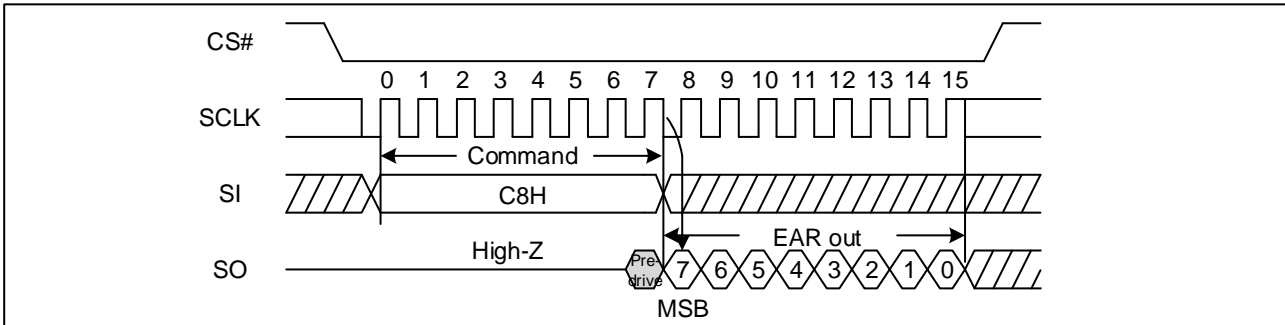 CS#
0 1 2 3 4 5 6 7 8 9 10 11 12 13 14 15
SCLK
Command
SI
C8H
EAR out
High-Z
SO
Pre-
drive
7 6 5 4 3 2 1 0
MSB